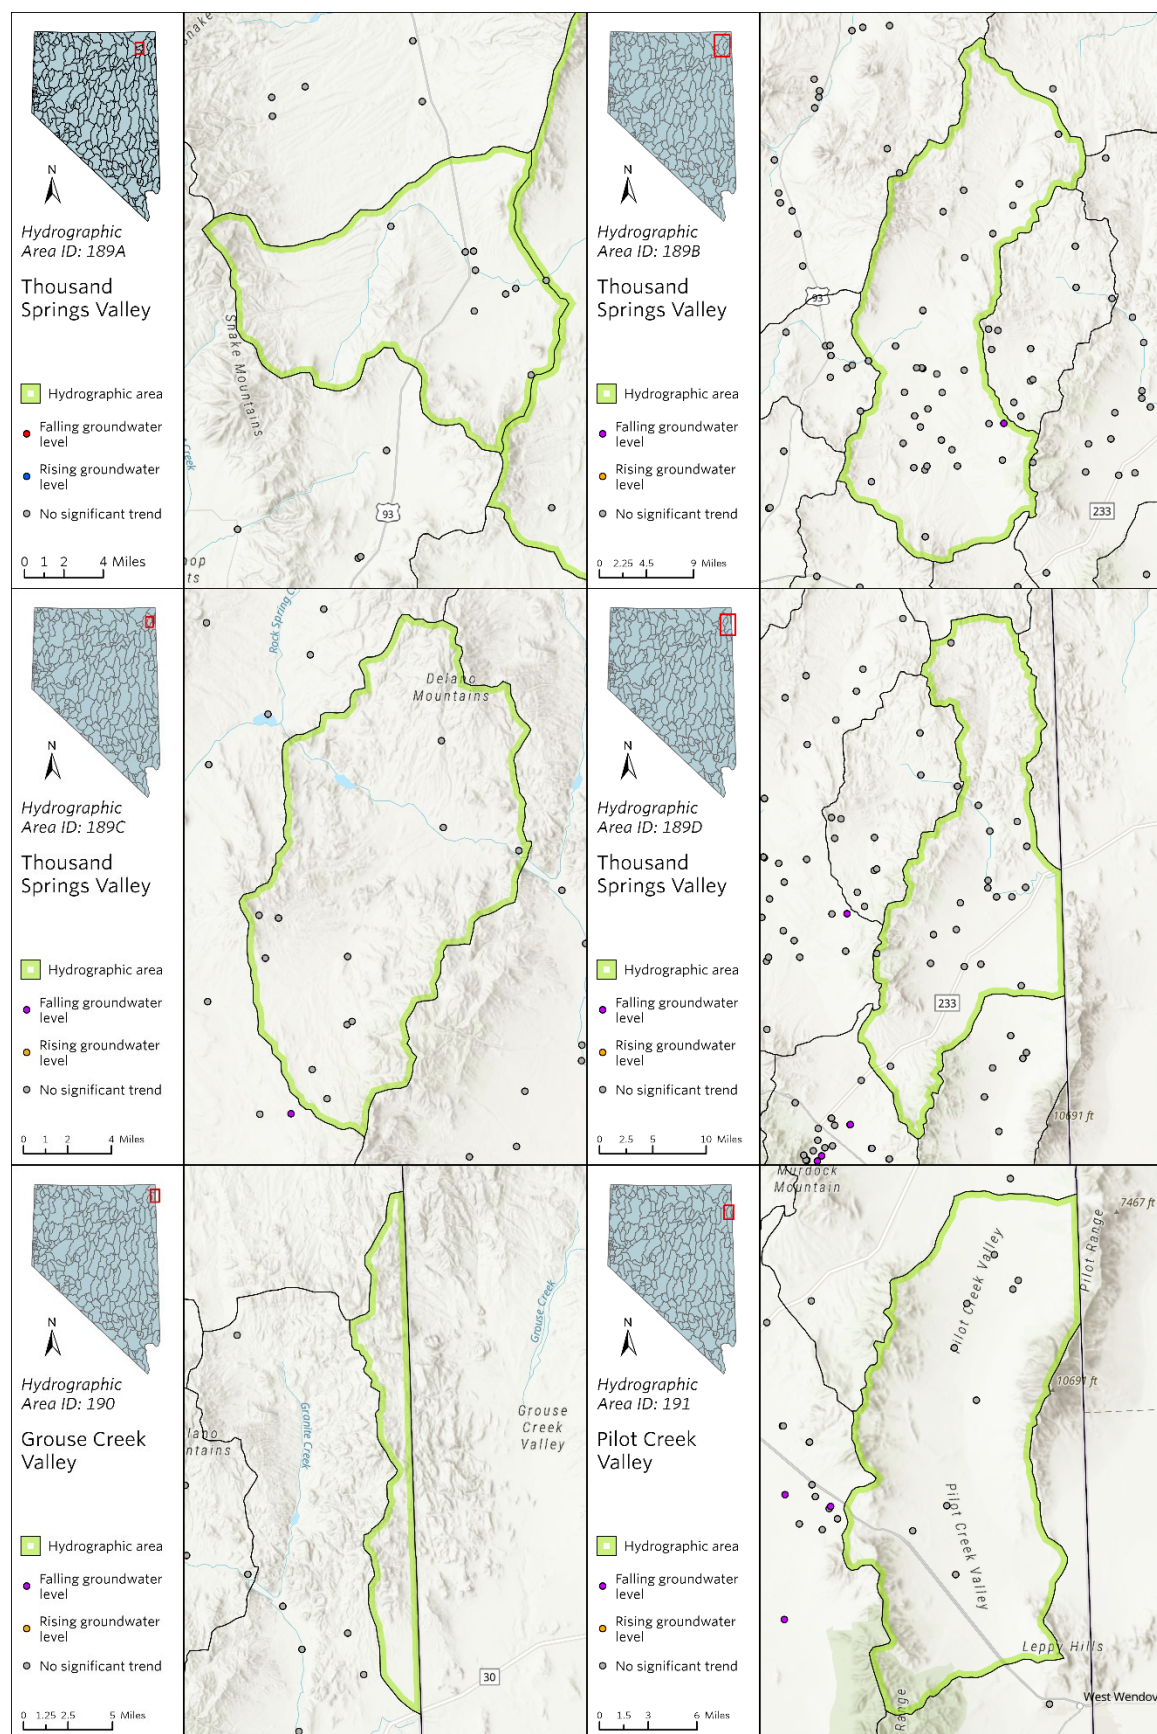 N
Hydrographic
Area ID: 189A
Thousand
Springs Valley
Hydrographic area
Falling groundwater
level
Rising groundwater
level
No significant trend
0 1 2 4 Miles
Snake
Snake Mountains
Creek
93
N
Hydrographic
Area ID: 189B
Thousand
Springs Valley
Hydrographic area
Falling groundwater
level
Rising groundwater
level
No significant trend
0 2.25 4.5 9 Miles
93
233
N
Hydrographic
Area ID: 189C
Thousand
Springs Valley
Hydrographic area
Falling groundwater
level
Rising groundwater
level
No significant trend
0 1 2 4 Miles
Rock Spring C
Delano
Mountains
N
Hydrographic
Area ID: 189D
Thousand
Springs Valley
Hydrographic area
Falling groundwater
level
Rising groundwater
level
No significant trend
0 2.5 5 10 Miles
233
10691 ft
N
Hydrographic
Area ID: 190
Grouse Creek
Valley
Hydrographic area
Falling groundwater
level
Rising groundwater
level
No significant trend
0 1.25 2.5 5 Miles
lano
ntains
Granite Creek
Grouse Creek
Grouse
Creek
Valley
30
N
Hydrographic
Area ID: 191
Pilot Creek
Valley
Hydrographic area
Falling groundwater
level
Rising groundwater
level
No significant trend
0 1.5 3 6 Miles
Murdock
Mountain
Pilot Creek Valley
Pilot Range
7467 ft
10691 ft
Pilot Creek Valley
Leppy Hills
West Wendov
Range